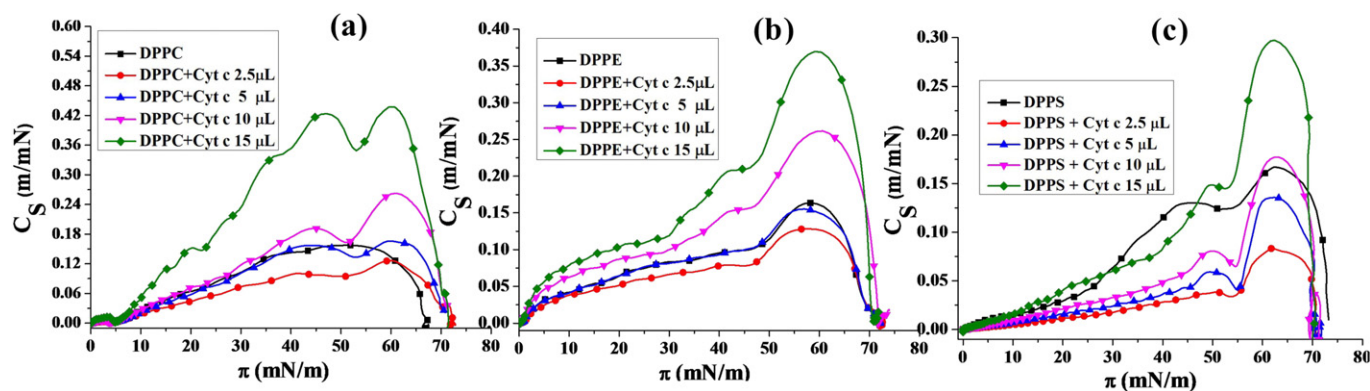 (a)
C_S (m/mN)
0.60
0.54
0.48
0.42
0.36
0.30
0.24
0.18
0.12
0.06
0.00
DPPC
DPPC+Cyt c 2.5μL
DPPC+Cyt c 5 μL
DPPC+Cyt c 10 μL
DPPC+Cyt c 15 μL
0 10 20 30 40 50 60 70 80
π (mN/m)
(b)
C_S (m/mN)
0.40
0.35
0.30
0.25
0.20
0.15
0.10
0.05
0.00
DPPE
DPPE+Cyt c 2.5μL
DPPE+Cyt c 5 μL
DPPE+Cyt c 10 μL
DPPE+Cyt c 15 μL
0 10 20 30 40 50 60 70 80
π (mN/m)
(c)
C_S (m/mN)
0.30
0.25
0.20
0.15
0.10
0.05
0.00
DPPS
DPPS + Cyt c 2.5 μL
DPPS + Cyt c 5 μL
DPPS + Cyt c 10 μL
DPPS + Cyt c 15 μL
0 10 20 30 40 50 60 70 80
π (mN/m)